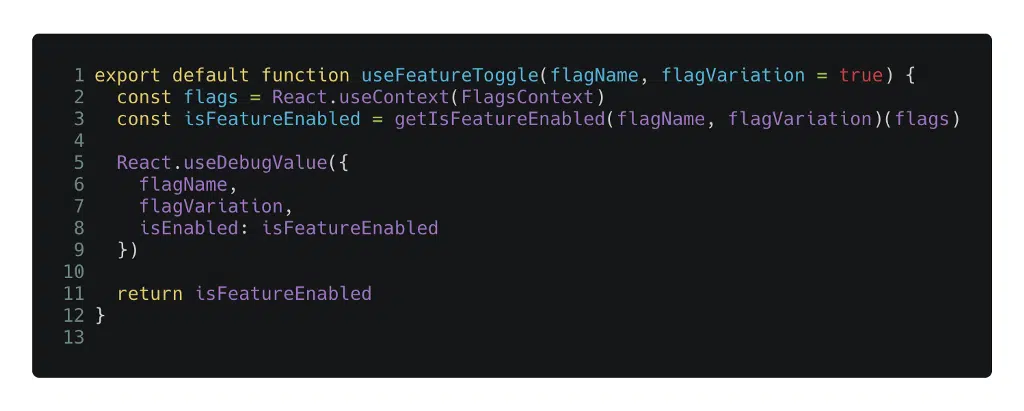 1 export default function useFeatureToggle(flagName, flagVariation = true) {
2   const flags = React.useContext(FlagsContext)
3   const isFeatureEnabled = getIsFeatureEnabled(flagName, flagVariation)(flags)
4
5   React.useDebugValue({
6     flagName,
7     flagVariation,
8     isEnabled: isFeatureEnabled
9   })
10
11   return isFeatureEnabled
12 }
13